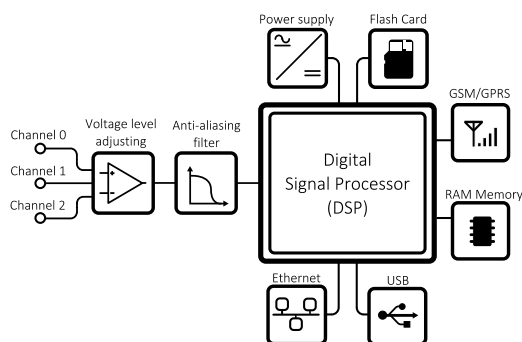 Power supply
Flash Card
GSM/GPRS
Voltage level
adjusting
Anti-aliasing
filter
Channel 0
Channel 1
Channel 2
Digital
Signal Processor
(DSP)
RAM Memory
Ethernet
USB